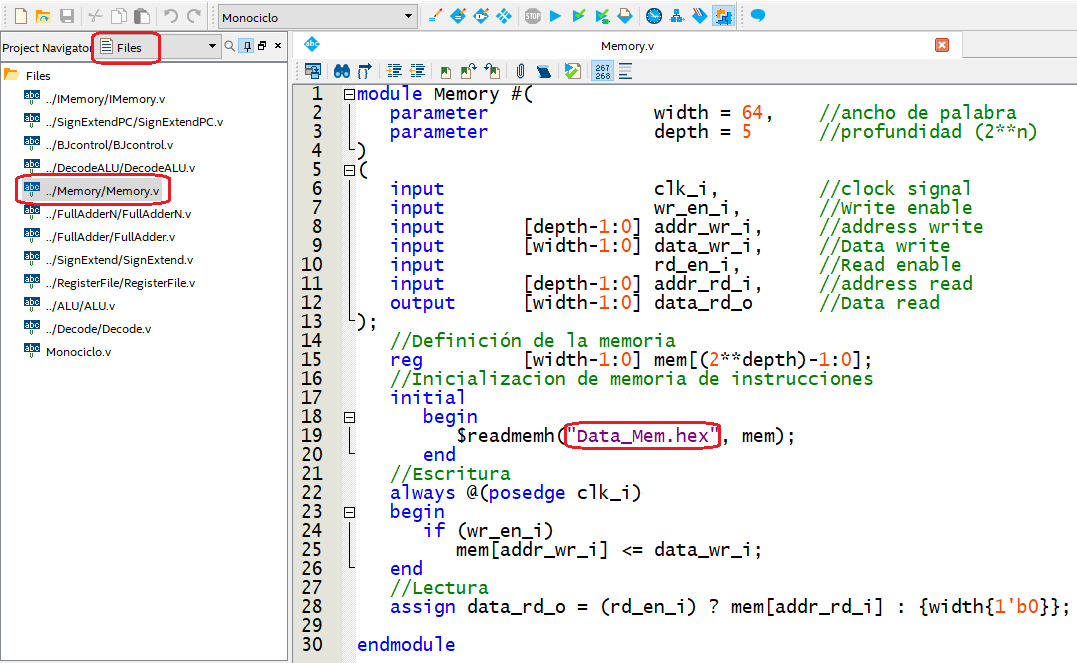 Monociclo
STOP
Project Navigator
Files
Files
../IMemory/IMemory.v
../SignExtendPC/SignExtendPC.v
../BJcontrol/BJcontrol.v
../DecodeALU/DecodeALU.v
../Memory/Memory.v
../FullAdderN/FullAdderN.v
../FullAdder/FullAdder.v
../SignExtend/SignExtend.v
../RegisterFile/RegisterFile.v
../ALU/ALU.v
../Decode/Decode.v
Monociclo.v
abc
Memory.v
267
268
1 module Memory #(
2 parameter width = 64, //ancho de palabra
3 parameter depth = 5 //profundidad (2**n)
4 )
5 (
6 input clk_i, //clock signal
7 input wr_en_i, //Write enable
8 input [depth-1:0] addr_wr_i, //address write
9 input [width-1:0] data_wr_i, //Data write
10 input rd_en_i, //Read enable
11 input [depth-1:0] addr_rd_i, //address read
12 output [width-1:0] data_rd_o //Data read
13 );
14 //Definición de la memoria
15 reg [width-1:0] mem[(2**depth)-1:0];
16 //Inicializacion de memoria de instrucciones
17 initial
18 begin
19 $readmemh("Data_Mem.hex", mem);
20 end
21 //Escritura
22 always @(posedge clk_i)
23 begin
24 if (wr_en_i)
25 mem[addr_wr_i] <= data_wr_i;
26 end
27 //Lectura
28 assign data_rd_o = (rd_en_i) ? mem[addr_rd_i] : {width{1'b0}};
29
30 endmodule